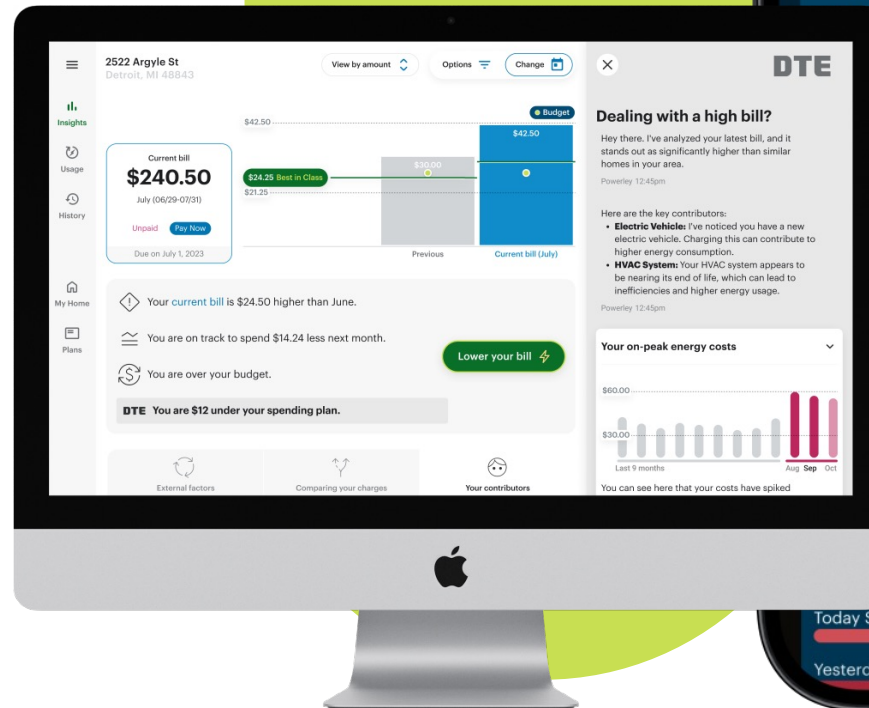 2522 Argyle St
Detroit, MI 48843
View by amount
Options
Change
Insights
Usage
History
My Home
Plans
Current bill
$240.50
July (06/29-07/31)
Unpaid
Pay Now
Due on July 1, 2023
Budget
$42.50
$42.50
$30.00
$24.25 Best in Class
$21.25
Previous
Current bill (July)
Your current bill is $24.50 higher than June.
You are on track to spend $14.24 less next month.
You are over your budget.
Lower your bill
DTE You are $12 under your spending plan.
External factors
Comparing your charges
Your contributors
DTE
Dealing with a high bill?
Hey there. I've analyzed your latest bill, and it
stands out as significantly higher than similar
homes in your area.
Powerley 12:45pm
Here are the key contributors:
• Electric Vehicle: I've noticed you have a new
electric vehicle. Charging this can contribute to
higher energy consumption.
• HVAC System: Your HVAC system appears to
be nearing its end of life, which can lead to
inefficiencies and higher energy usage.
Powerley 12:45pm
Your on-peak energy costs
$60.00
$30.00
Last 9 months
Aug Sep Oct
You can see here that your costs have spiked
Today S
Yesterd